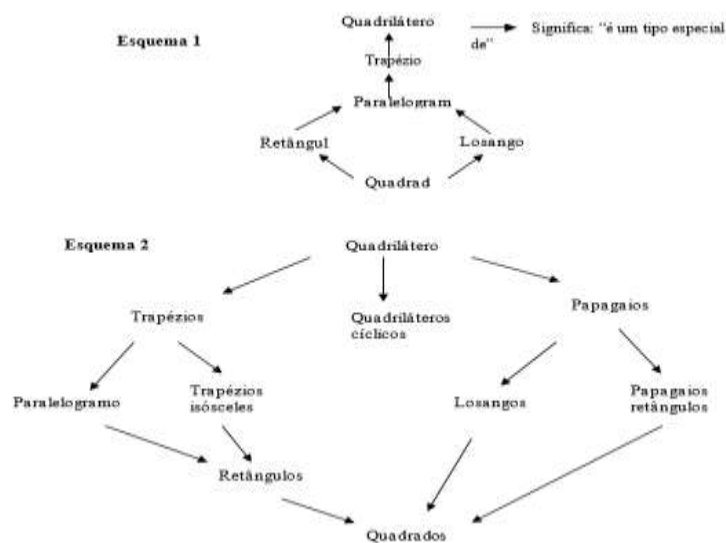 Quadrilátero
Esquema 1
Significa: "é um tipo especial
de"
Trapézio
Paralelogram
Retângul
Losango
Quadrad
Esquema 2
Quadrilátero
Trapézios
Quadriláteros
cíclicos
Papagaios
Paralelogramo
Trapézios
isósceles
Losangos
Papagaios
retângulos
Retângulos
Quadrados